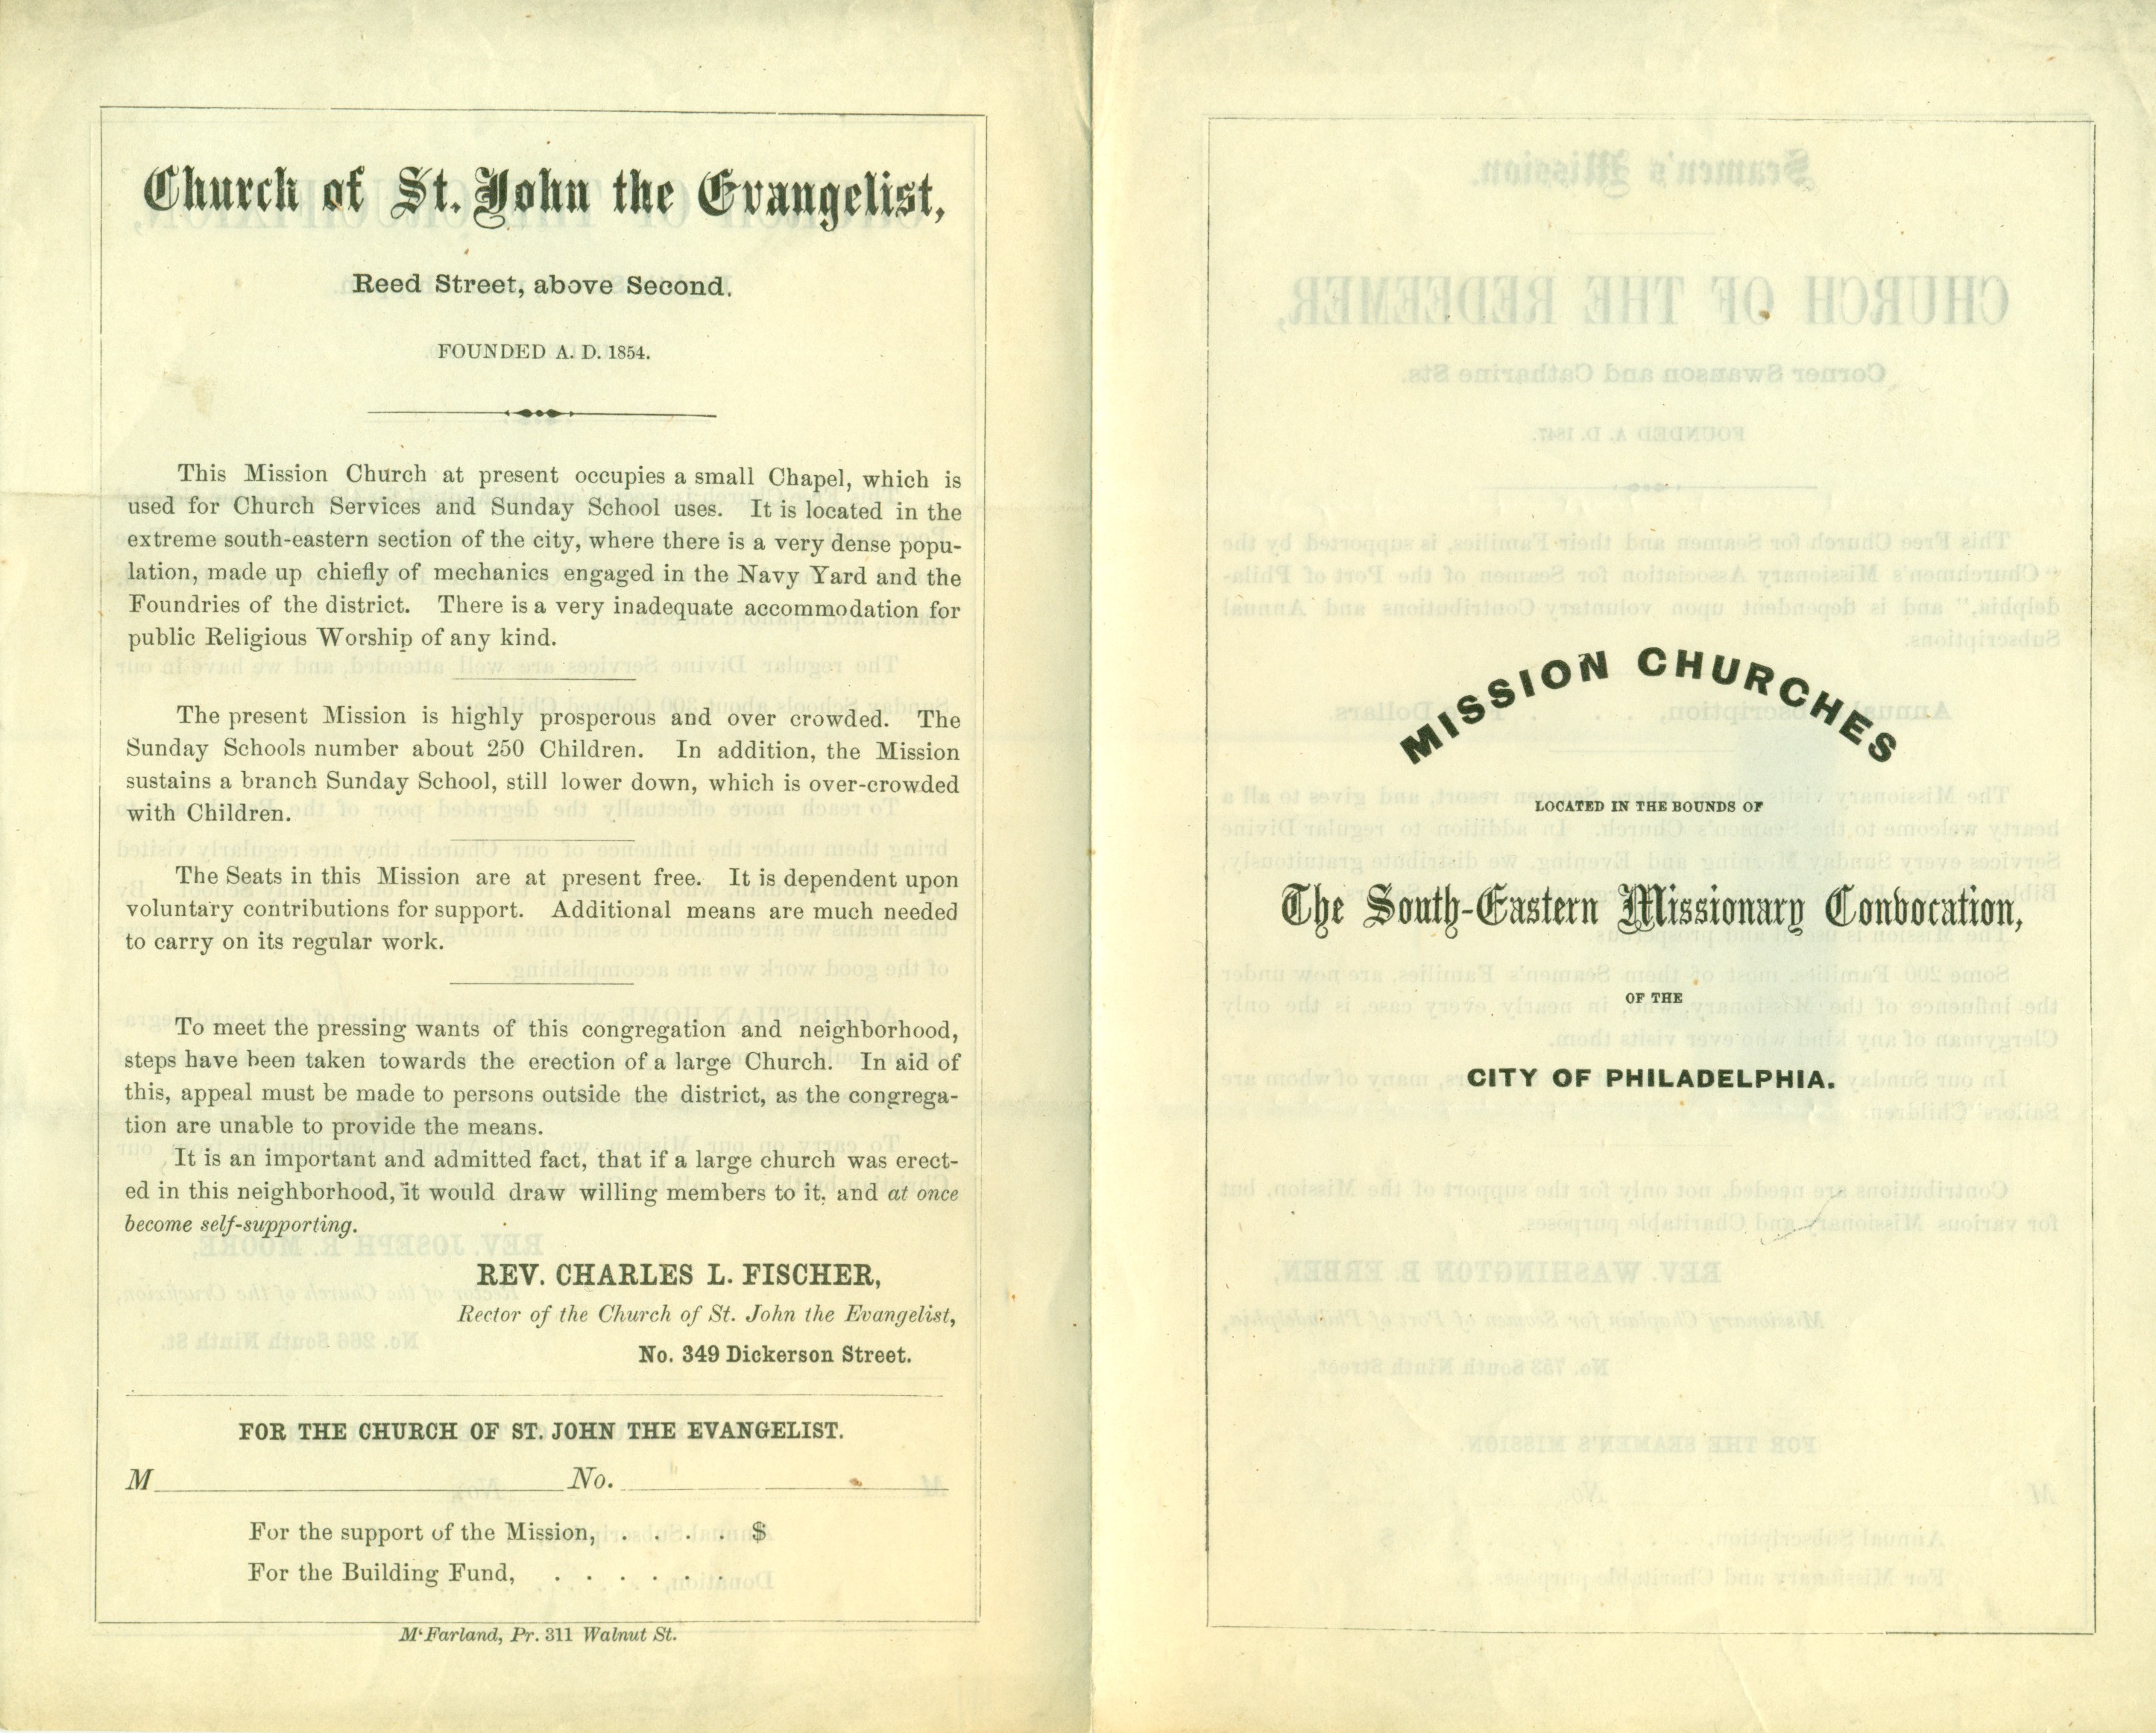 Church of St. John the Evangelist,
Reed Street, above Second.
FOUNDED A. D. 1854.
This Mission Church at present occupies a small Chapel, which is
used for Church Services and Sunday School uses. It is located in the
extreme south-eastern section of the city, where there is a very dense popu-
lation, made up chiefly of mechanics engaged in the Navy Yard and the
Foundries of the district. There is a very inadequate accommodation for
public Religious Worship of any kind.
The present Mission is highly prosperous and over crowded. The
Sunday Schools number about 250 Children. In addition, the Mission
sustains a branch Sunday School, still lower down, which is over-crowded
with Children.
The Seats in this Mission are at present free. It is dependent upon
voluntary contributions for support. Additional means are much needed
to carry on its regular work.
To meet the pressing wants of this congregation and neighborhood,
steps have been taken towards the erection of a large Church. In aid of
this, appeal must be made to persons outside the district, as the congrega-
tion are unable to provide the means.
It is an important and admitted fact, that if a large church was erect-
ed in this neighborhood, it would draw willing members to it, and at once
become self-supporting.
REV. CHARLES L. FISCHER,
Rector of the Church of St. John the Evangelist,
No. 349 Dickerson Street.
FOR THE CHURCH OF ST. JOHN THE EVANGELIST.
M No.
For the support of the Mission, . . . . $
For the Building Fund, . . . . . .
M'Farland, Pr. 311 Walnut St.
MISSION CHURCHES
LOCATED IN THE BOUNDS OF
The South-Eastern Missionary Convocation,
OF THE
CITY OF PHILADELPHIA.